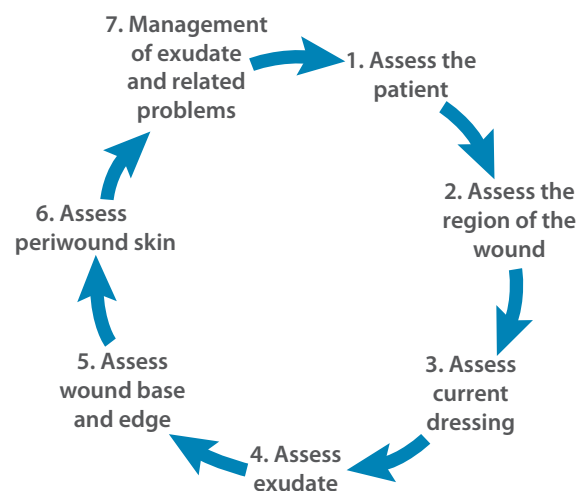 1. Assess the
patient
2. Assess the
region of the
wound
3. Assess
current
dressing
4. Assess
exudate
5. Assess
wound base
and edge
6. Assess
periwound skin
7. Management
of exudate
and related
problems